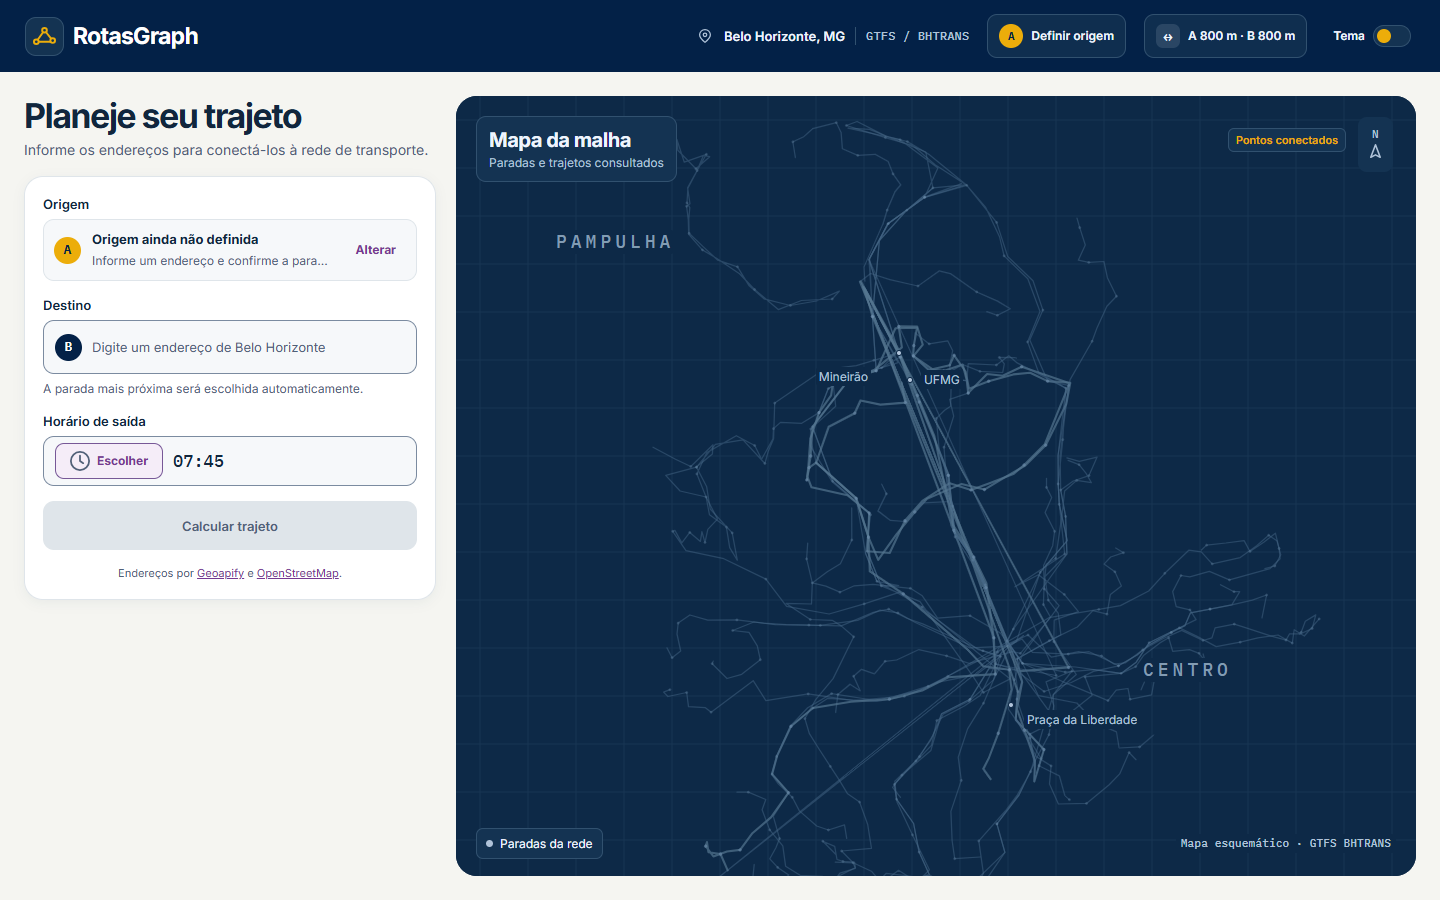 RotasGraph
Belo Horizonte, MG
GTFS / BHTRANS
A
Definir origem
↔
A 800 m · B 800 m
Tema
Planeje seu trajeto
Informe os endereços para conectá-los à rede de transporte.
Origem
A
Origem ainda não definida
Informe um endereço e confirme a para...
Alterar
Destino
B
Digite um endereço de Belo Horizonte
A parada mais próxima será escolhida automaticamente.
Horário de saída
Escolher
07:45
Calcular trajeto
Endereços por Geoapify e OpenStreetMap.
Mapa da malha
Paradas e trajetos consultados
Pontos conectados
N
PAMPULHA
Mineirão
UFMG
CENTRO
Praça da Liberdade
Paradas da rede
Mapa esquemático · GTFS BHTRANS